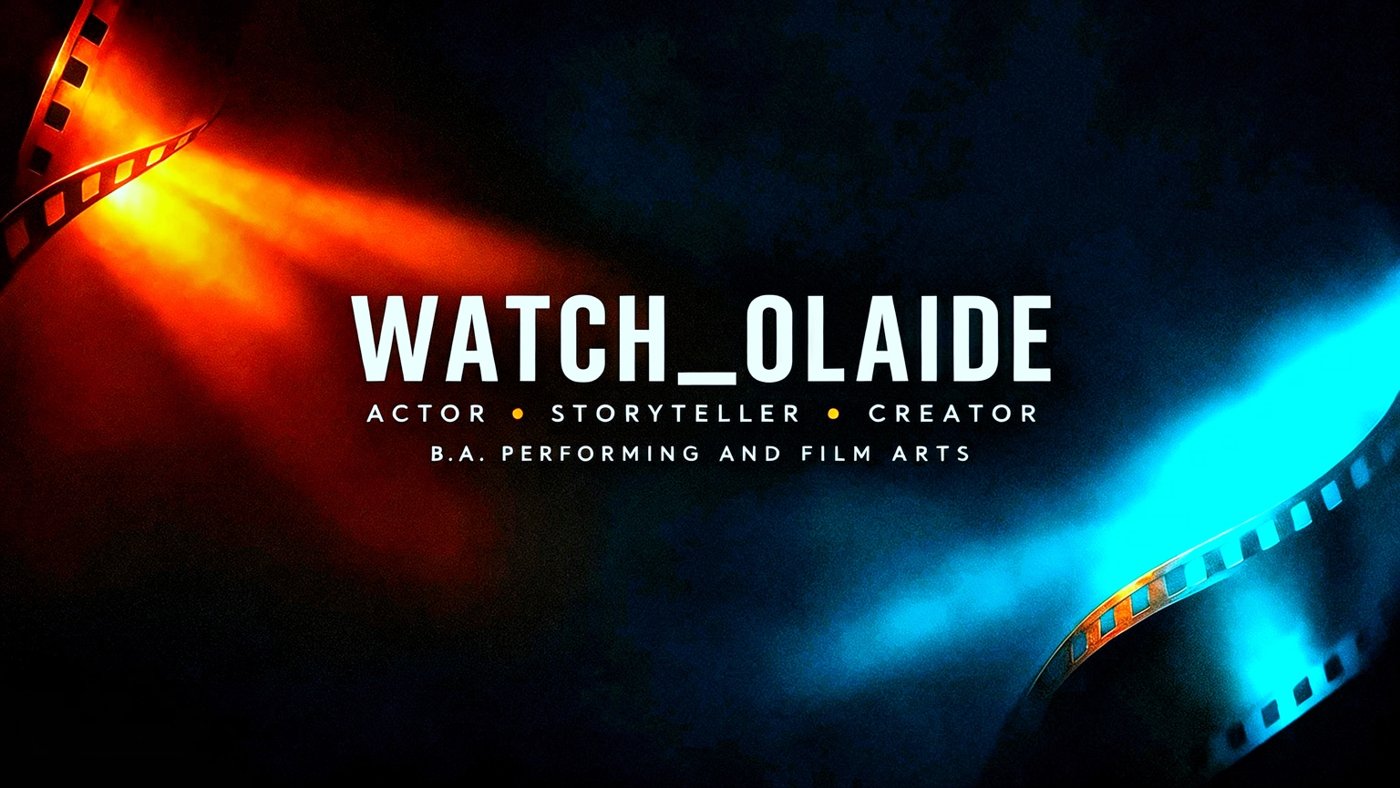 WATCH_OLAIDE
ACTOR • STORYTELLER • CREATOR
B.A. PERFORMING AND FILM ARTS